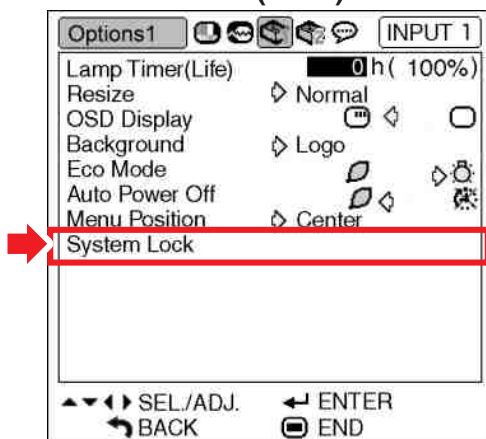 Options1 INPUT 1
Lamp Timer(Life) 0 h ( 100%)
Resize Normal
OSD Display
Background Logo
Eco Mode
Auto Power Off
Menu Position Center
System Lock
SEL./ADJ. ENTER
BACK END